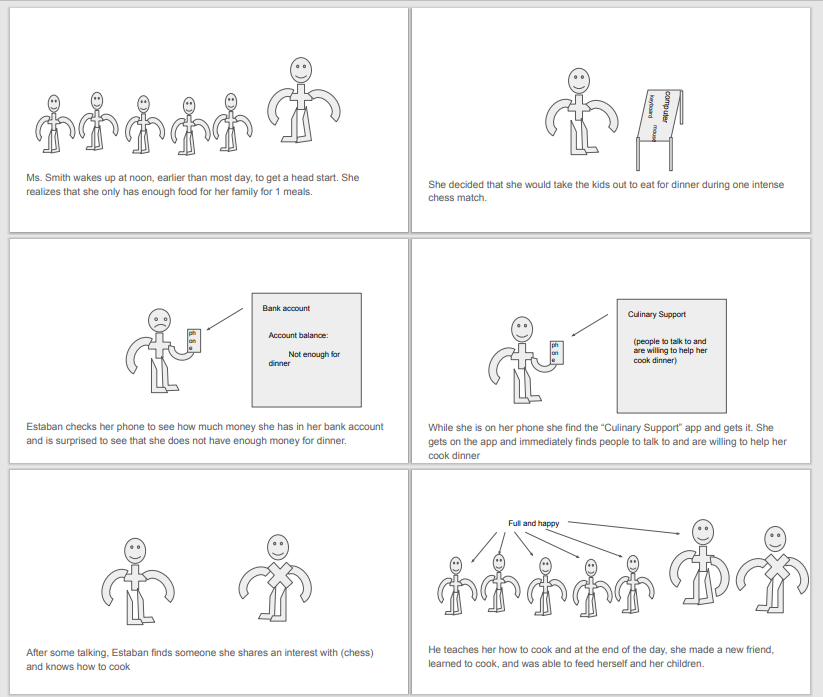 Ms. Smith wakes up at noon, earlier than most day, to get a head start. She
realizes that she only has enough food for her family for 1 meals.
computer
keyboard
mouse
She decided that she would take the kids out to eat for dinner during one intense
chess match.
ph
on
e
Bank account
Account balance:
Not enough for
dinner
Estaban checks her phone to see how much money she has in her bank account
and is surprised to see that she does not have enough money for dinner.
ph
on
e
Culinary Support
(people to talk to and
are willing to help her
cook dinner)
While she is on her phone she find the “Culinary Support” app and gets it. She
gets on the app and immediately finds people to talk to and are willing to help her
cook dinner
After some talking, Estaban finds someone she shares an interest with (chess)
and knows how to cook
Full and happy
He teaches her how to cook and at the end of the day, she made a new friend,
learned to cook, and was able to feed herself and her children.